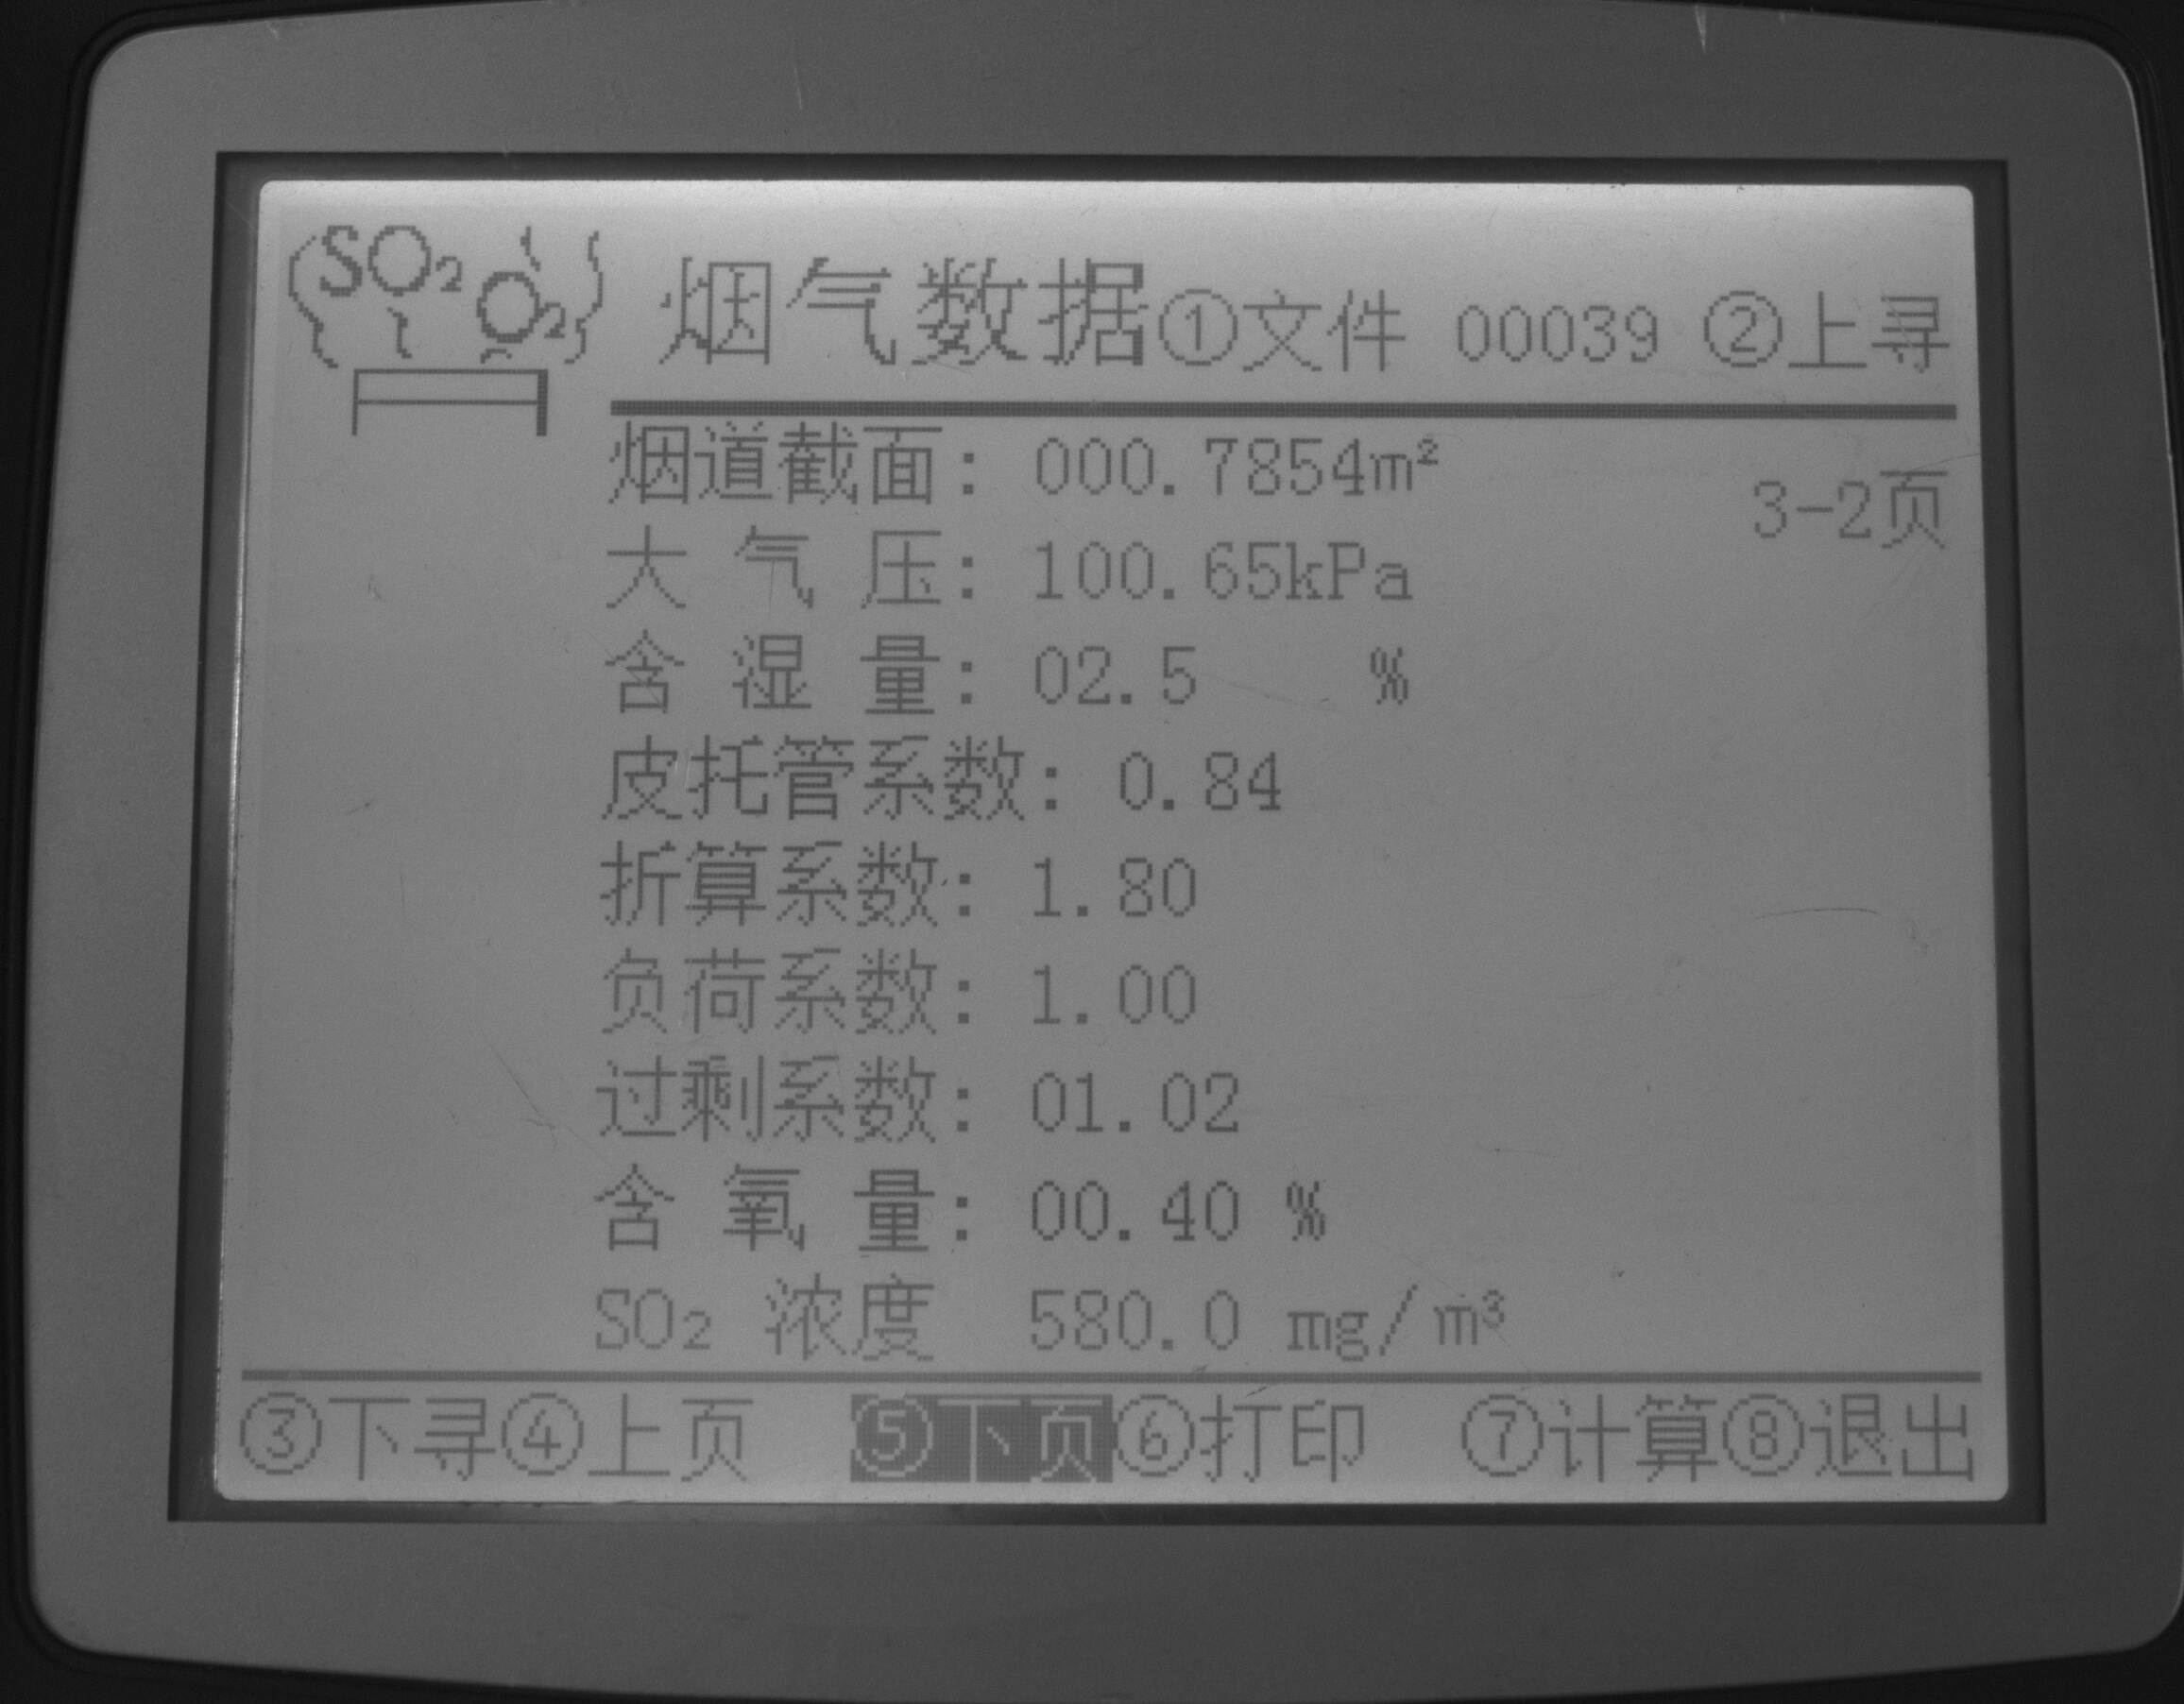 SO₂ O₂
烟气数据①文件 00039 ②上寻
3-2页
烟道截面: 000.7854m²
大气压: 100.65kPa
含湿量: 02.5 %
皮托管系数: 0.84
折算系数: 1.80
负荷系数: 1.00
过剩系数: 01.02
含氧量: 00.40 %
SO₂ 浓度 580.0 mg/m³
③下寻④上页 ⑤下页⑥打印 ⑦计算⑧退出